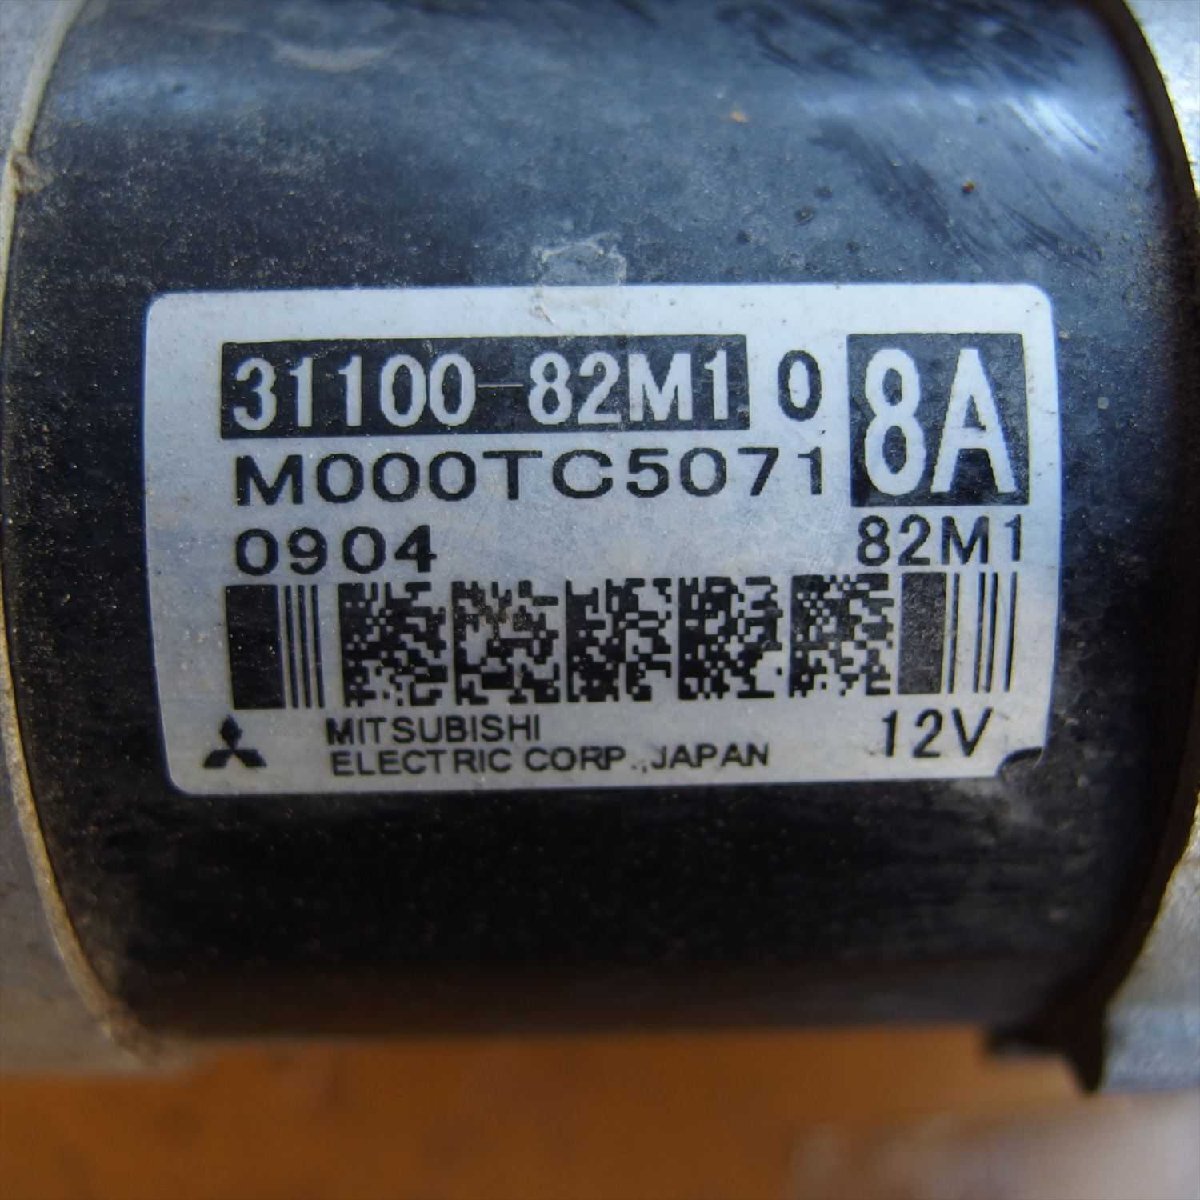 31100-82M1 0 8A
M000TC5071
0904 82M1
MITSUBISHI
ELECTRIC CORP.,JAPAN 12V